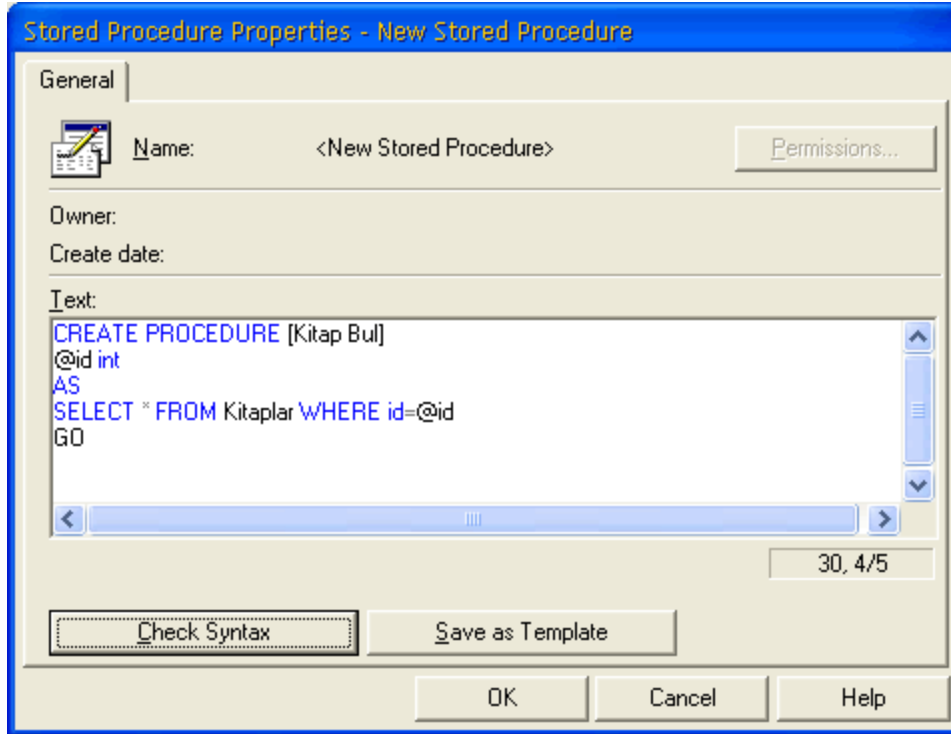 Stored Procedure Properties - New Stored Procedure
General
Name: <New Stored Procedure> Permissions...
Owner:
Create date:
Text:
CREATE PROCEDURE [Kitap Bul]
@id int
AS
SELECT * FROM Kitaplar WHERE id=@id
GO
30, 4/5
Check Syntax Save as Template
OK Cancel Help